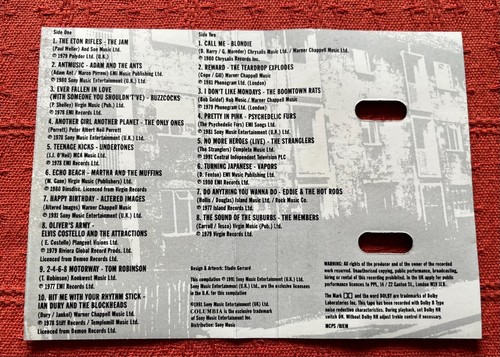 Side One
1. THE ETON RIFLES - THE JAM
(Paul Weller) And Son Music Ltd.
℗ 1979 Polydor Ltd. (U.K.)
2. ANTMUSIC - ADAM AND THE ANTS
(Adam Ant / Marco Pirroni) EMI Music Publishing Ltd.
℗ 1980 Sony Music Entertainment (U.K.) Ltd.
3. EVER FALLEN IN LOVE
(WITH SOMEONE YOU SHOULDN'T'VE) - BUZZCOCKS
(P. Shelley) Virgin Music (Pub.) Ltd.
℗ 1978 EMI Records Ltd.
4. ANOTHER GIRL ANOTHER PLANET - THE ONLY ONES
(Perrett) Peter Albert Neil Perrett
℗ 1978 Sony Music Entertainment (U.K.) Ltd.
5. TEENAGE KICKS - UNDERTONES
(J.J. O'Neil) MCA Music Ltd.
℗ 1978 EMI Records Ltd.
6. ECHO BEACH - MARTHA AND THE MUFFINS
(M. Gane) Virgin Music (Publishers) Ltd.
℗ 1980 Dindisc. Licenced from Virgin Records
7. HAPPY BIRTHDAY - ALTERED IMAGES
(Altered Images) Warner Chappell Music Ltd.
℗ 1981 Sony Music Entertainment (U.K.) Ltd.
8. OLIVER'S ARMY -
ELVIS COSTELLO AND THE ATTRACTIONS
(E. Costello) Plangent Visions Ltd.
℗ 1979 Riviera Global Record Prods. Ltd.
Licenced from Demon Records Ltd.
9. 2-4-6-8 MOTORWAY - TOM ROBINSON
(T. Robinson) Konkwest Music Ltd.
℗ 1977 EMI Records Ltd.
10. HIT ME WITH YOUR RHYTHM STICK -
IAN DURY AND THE BLOCKHEADS
(Dury / Jankel) Warner Chappell Music Ltd.
℗ 1978 Stiff Records / Templemill Music Ltd.
Licenced from Demon Records Ltd.
Side Two
1. CALL ME - BLONDIE
(D. Harry / G. Moroder) Chrysalis Music Ltd. / Warner Chappell Music Ltd.
℗ 1980 Chrysalis Records Inc.
2. REWARD - THE TEARDROP EXPLODES
(Cope / Gill) Warner Chappell Music
℗ 1981 Phonogram Ltd. (London)
3. I DON'T LIKE MONDAYS - THE BOOMTOWN RATS
(Bob Geldof) Nob Music / Warner Chappell Music
℗ 1979 Phonogram Ltd. (London)
4. PRETTY IN PINK - PSYCHEDELIC FURS
(The Psychedelic Furs) EMI Songs Ltd.
℗ 1981 Sony Music Entertainment (U.K.) Ltd.
5. NO MORE HEROES (LIVE) - THE STRANGLERS
(The Stranglers) Complete Music Ltd.
℗ 1991 Central Independent Television PLC
6. TURNING JAPANESE - VAPORS
(D. Fenton) EMI Music Publishing Ltd.
℗ 1980 EMI Records Ltd.
7. DO ANYTHING YOU WANNA DO - EDDIE & THE HOT RODS
(Hollis / Douglas) Island Music Ltd / Rock Music Co.
℗ 1977 Island Records Ltd.
8. THE SOUND OF THE SUBURBS - THE MEMBERS
(Carroll / Tesco) Virgin Music (Pub.) Ltd.
℗ 1979 Virgin Records
Design & Artwork: Studio Gerrard
This compilation ℗ 1991 Sony Music Entertainment (UK) Ltd.
Sony Music Entertainment (UK) Ltd., are the exclusive licensees
in the U.K. for this compilation
©1991 Sony Music Entertainment (UK) Ltd.
COLUMBIA is the exclusive trademark
of Sony Music Entertainment Inc.
Distribution: Sony Music
WARNING: All rights of the producer and of the owner of the recorded
work reserved. Unauthorised copying, public performance, broadcasting,
hiring or rental of this recording prohibited. In the UK apply for public
performance licences to PPL, 14 / 22 Ganton St., London W1V 1LB.
The Mark and the word DOLBY are trademarks of Dolby
Laboratories Inc. This tape has been recorded with Dolby B Type
noise reduction characteristics. During playback, set Dolby NR
switch ON. Without Dolby NR adjust treble control if necessary.
MCPS / BIEM